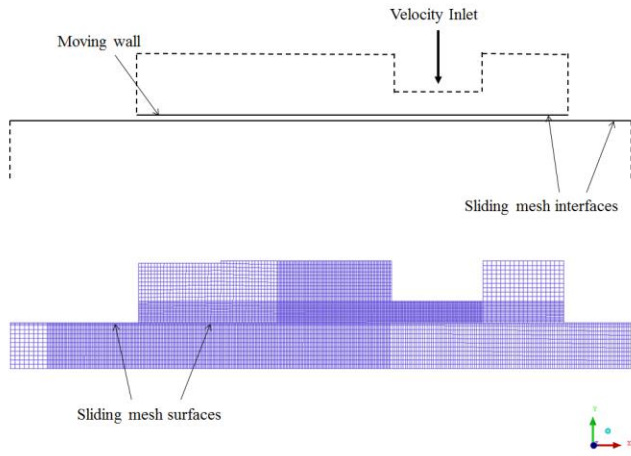 Velocity Inlet
Moving wall
Sliding mesh interfaces
Sliding mesh surfaces
Y
X